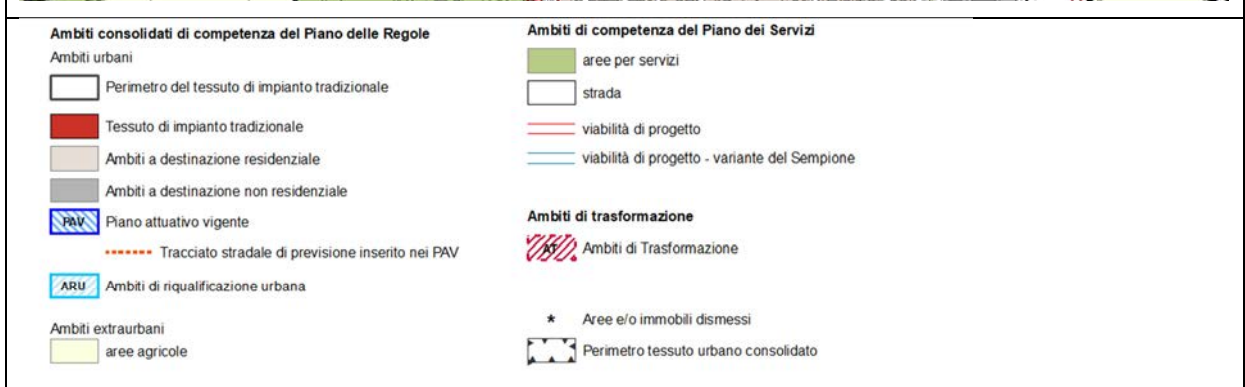 Ambiti consolidati di competenza del Piano delle Regole
Ambiti urbani
Perimetro del tessuto di impianto tradizionale
Tessuto di impianto tradizionale
Ambiti a destinazione residenziale
Ambiti a destinazione non residenziale
PAV Piano attuativo vigente
Tracciato stradale di previsione inserito nei PAV
ARU Ambiti di riqualificazione urbana
Ambiti extraurbani
aree agricole
Ambiti di competenza del Piano dei Servizi
aree per servizi
strada
viabilità di progetto
viabilità di progetto - variante del Sempione
Ambiti di trasformazione
AT Ambiti di Trasformazione
* Aree e/o immobili dismessi
Perimetro tessuto urbano consolidato